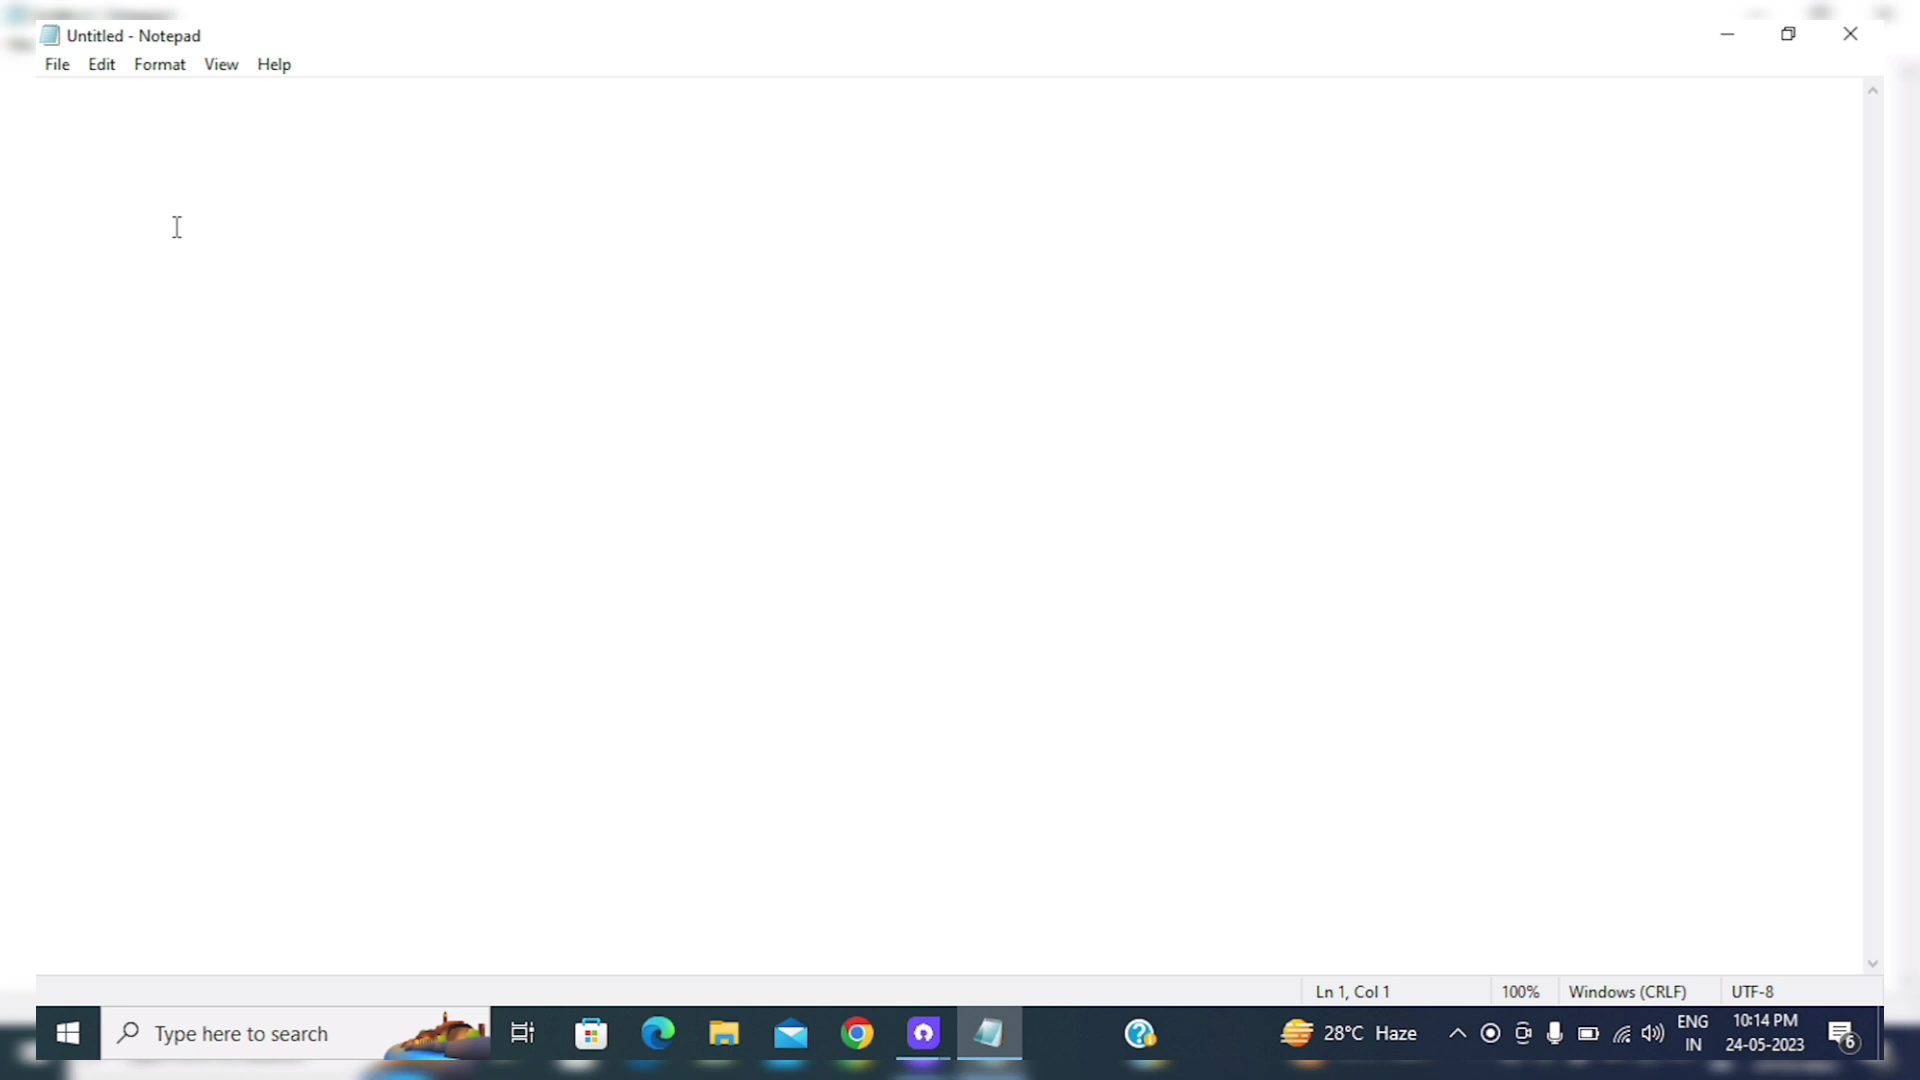 Untitled - Notepad
File Edit Format View Help
Ln 1, Col 1 100% Windows (CRLF) UTF-8
Type here to search 28°C Haze ENG IN 10:14 PM 24-05-2023 6